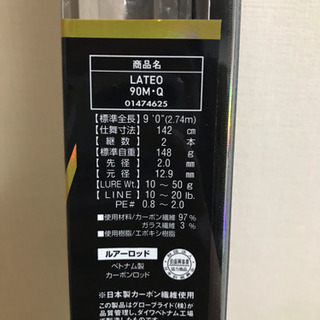 商品名
LATEO
90M・Q
01474625
【標準全長】9'0"(2.74m)
【仕舞寸法】142 cm
【継数】2 本
【標準自重】148 g
【先径】2.0 mm
【元径】12.9 mm
【LURE Wt.】10～50g
【LINE】10～20 lb.
PE# 0.8－2.0
■使用材料/カーボン繊維 97 %
ガラス繊維 3 %
■使用樹脂/エポキシ樹脂
ルアーロッド
ベトナム製
カーボンロッド
※日本製カーボン繊維使用
この製品はグローブライド(株)が
品質管理し、ダイワベトナム工場